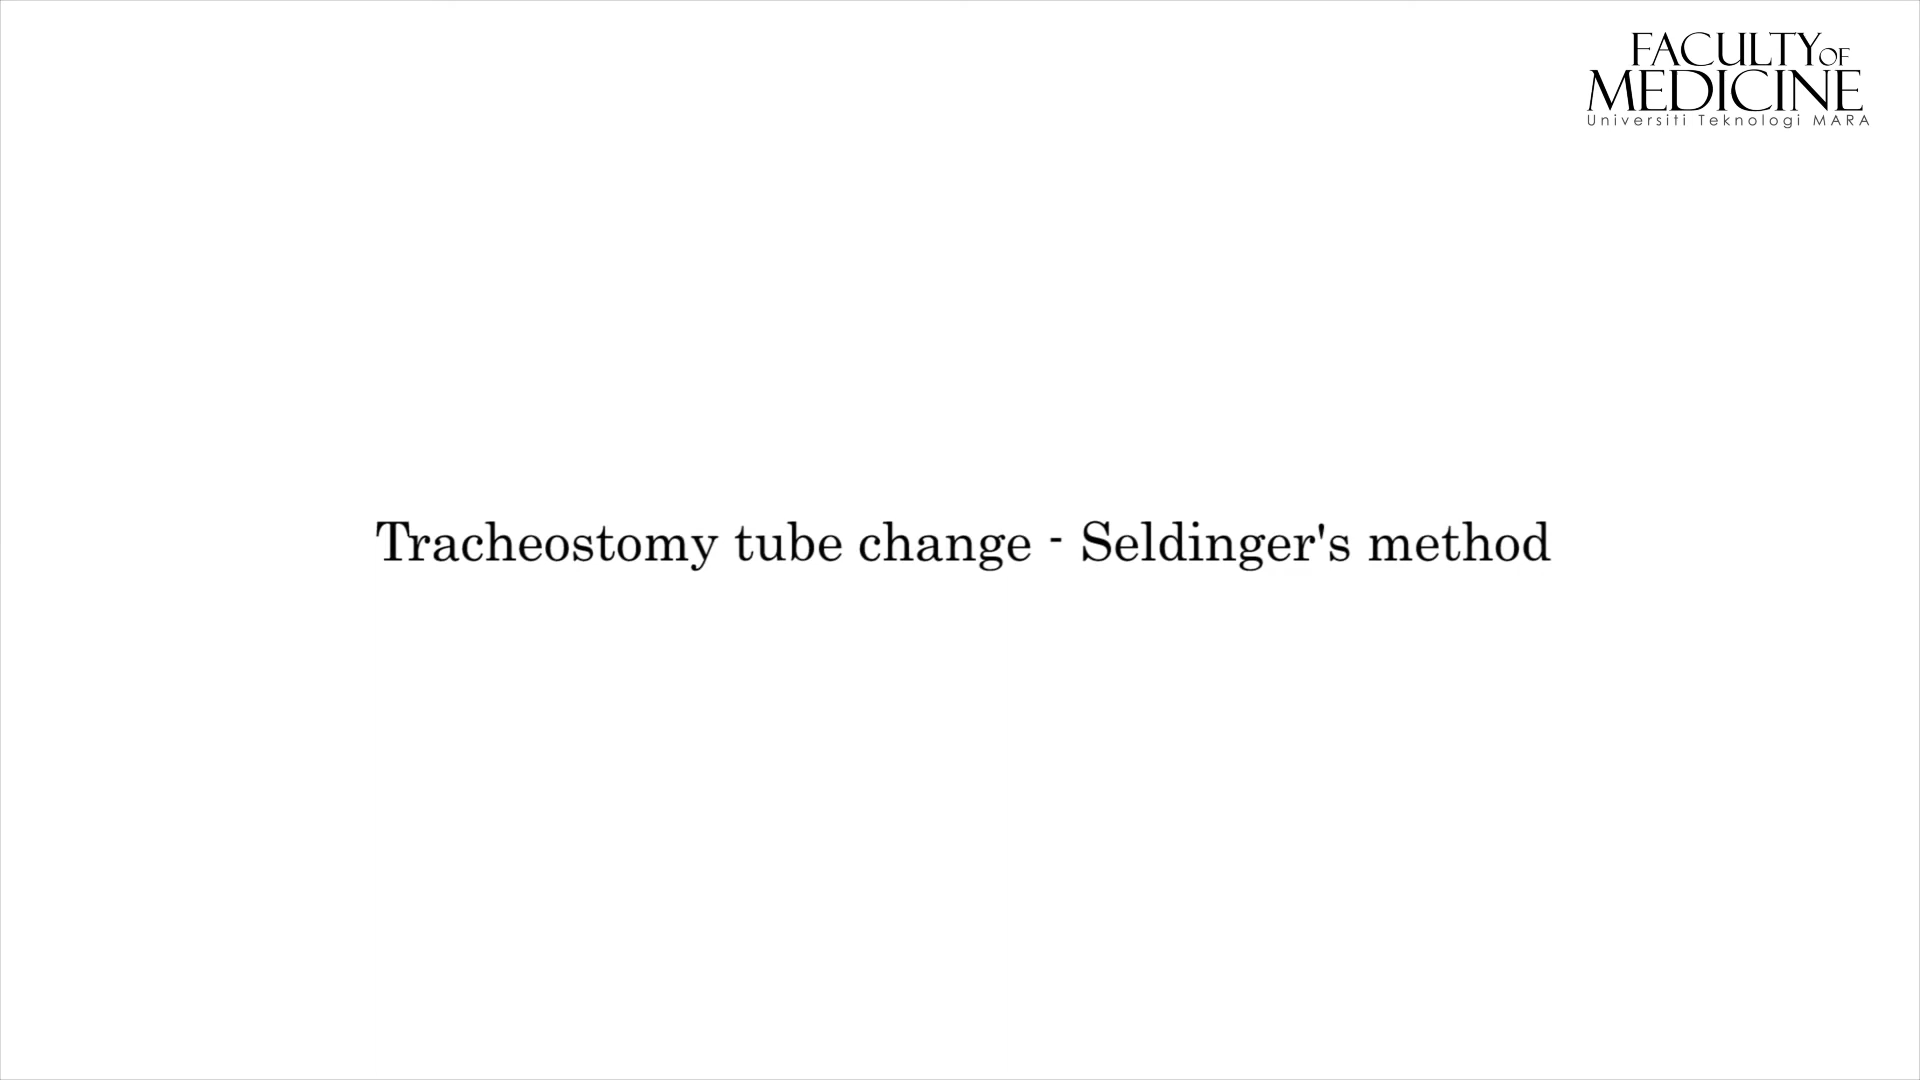 FACULTY OF
MEDICINE
Universiti Teknologi MARA
Tracheostomy tube change - Seldinger's method